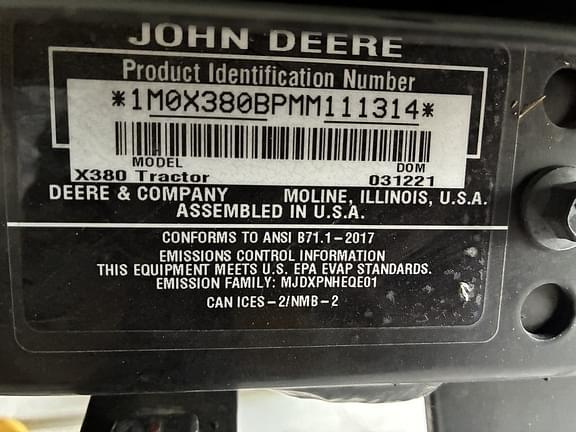 JOHN DEERE
Product Identification Number
*1M0X380BPMM111314*
MODEL DOM
X380 Tractor 031221
DEERE & COMPANY MOLINE, ILLINOIS, U.S.A.
ASSEMBLED IN U.S.A.
CONFORMS TO ANSI B71.1-2017
EMISSIONS CONTROL INFORMATION
THIS EQUIPMENT MEETS U.S. EPA EVAP STANDARDS.
EMISSION FAMILY: MJDXPNHEQE01
CAN ICES-2/NMB-2